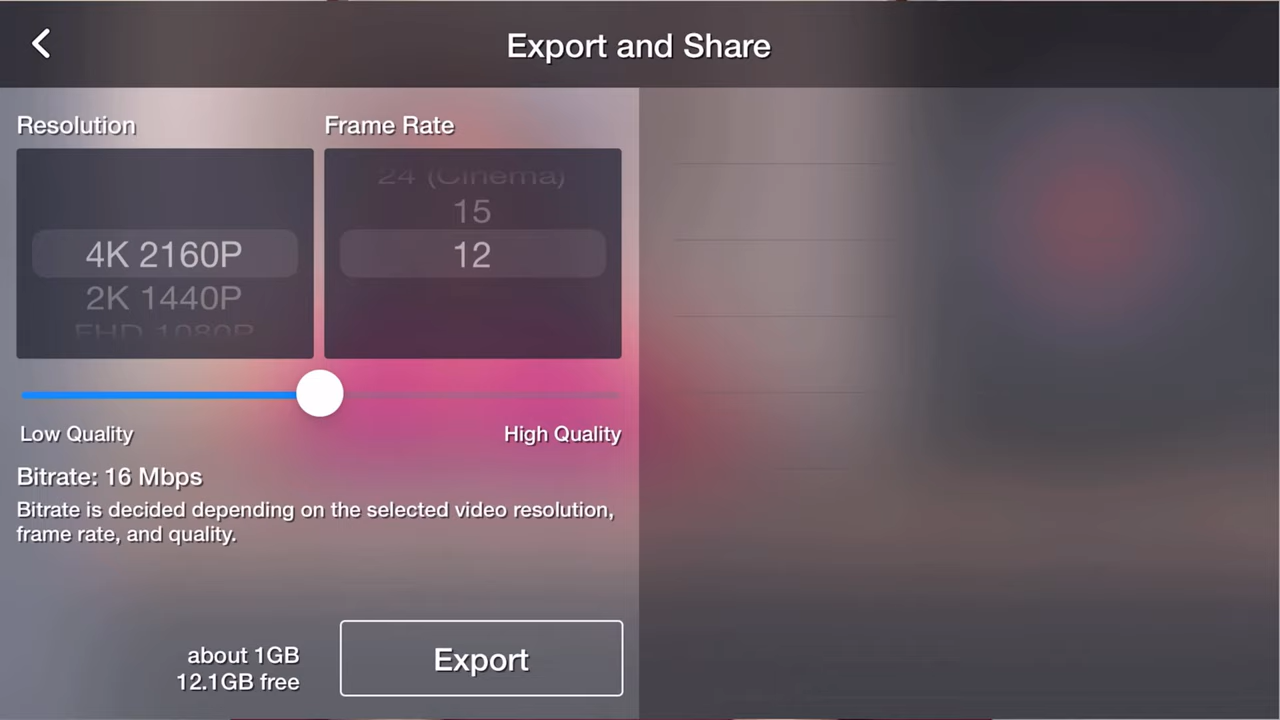 Export and Share
Resolution
Frame Rate
24 (Cinema)
15
4K 2160P
12
2K 1440P
FHD 1080P
Low Quality
High Quality
Bitrate: 16 Mbps
Bitrate is decided depending on the selected video resolution,
frame rate, and quality.
about 1GB
12.1GB free
Export